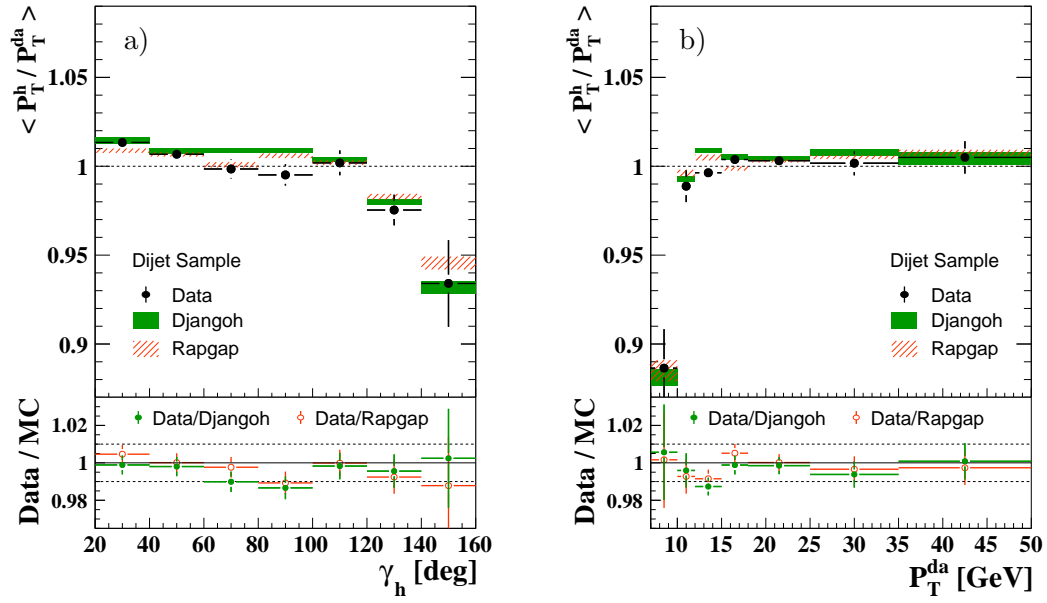 < P_T^h / P_T^da >
a)
1.05
1
0.95
0.9
Dijet Sample
Data
Djangoh
Rapgap
Data / MC
1.02
1
0.98
Data/Djangoh
Data/Rapgap
20 40 60 80 100 120 140 160
γ_h [deg]
< P_T^h / P_T^da >
b)
1.05
1
0.95
0.9
Dijet Sample
Data
Djangoh
Rapgap
Data / MC
1.02
1
0.98
Data/Djangoh
Data/Rapgap
10 15 20 25 30 35 40 45 50
P_T^da [GeV]